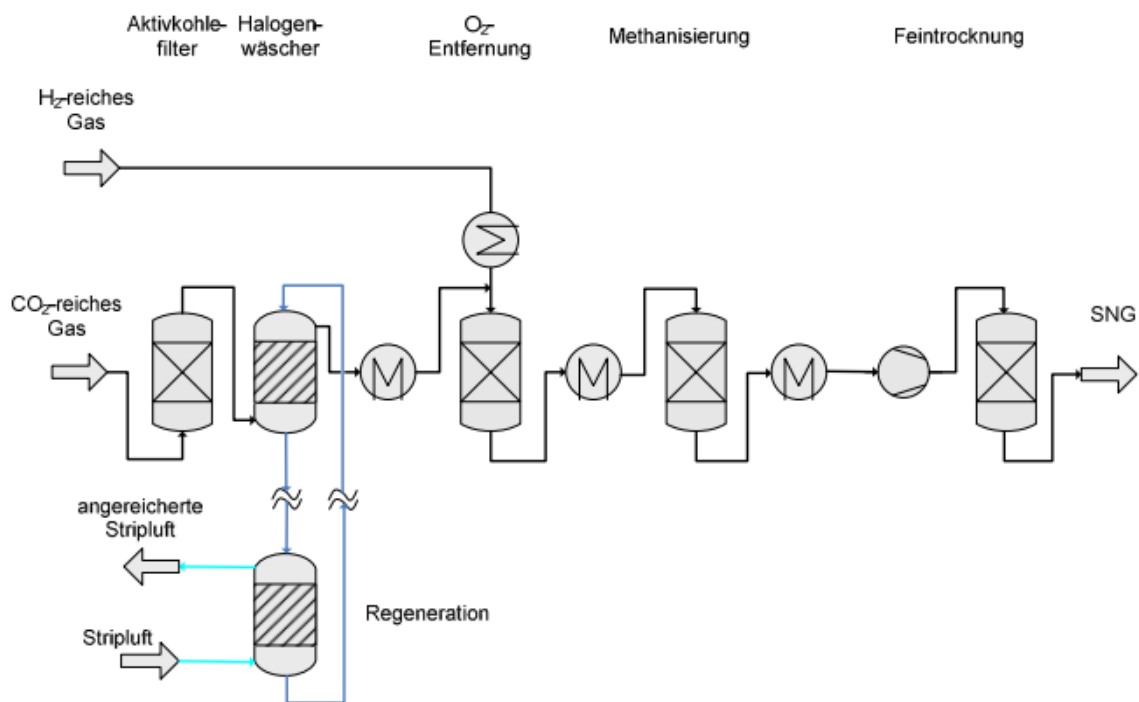 Aktivkohle-
filter
Halogen-
wäscher
O₂-
Entfernung
Methanisierung
Feintrocknung
H₂-reiches
Gas
CO₂-reiches
Gas
SNG
angereicherte
Stripluft
Stripluft
Regeneration